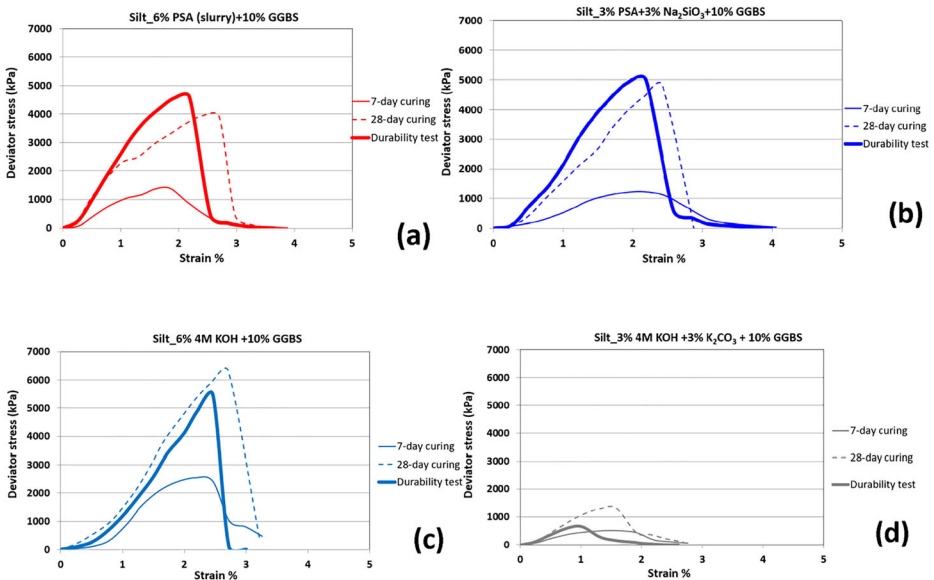 Silt_6% PSA (slurry)+10% GGBS
7000
6000
5000
4000
3000
2000
1000
0
Deviator stress (kPa)
0 1 2 3 4 5
Strain %
7-day curing
28-day curing
Durability test
(a)
Silt_3% PSA+3% Na₂SiO₃+10% GGBS
7000
6000
5000
4000
3000
2000
1000
0
Deviator stress (kPa)
0 1 2 3 4 5
Strain %
7-day curing
28-day curing
Durability test
(b)
Silt_6% 4M KOH +10% GGBS
7000
6000
5000
4000
3000
2000
1000
0
Deviator stress (kPa)
0 1 2 3 4 5
Strain %
7-day curing
28-day curing
Durability test
(c)
Silt_3% 4M KOH +3% K₂CO₃ + 10% GGBS
7000
6000
5000
4000
3000
2000
1000
0
Deviator stress (kPa)
0 1 2 3 4 5
Strain %
7-day curing
28-day curing
Durability test
(d)